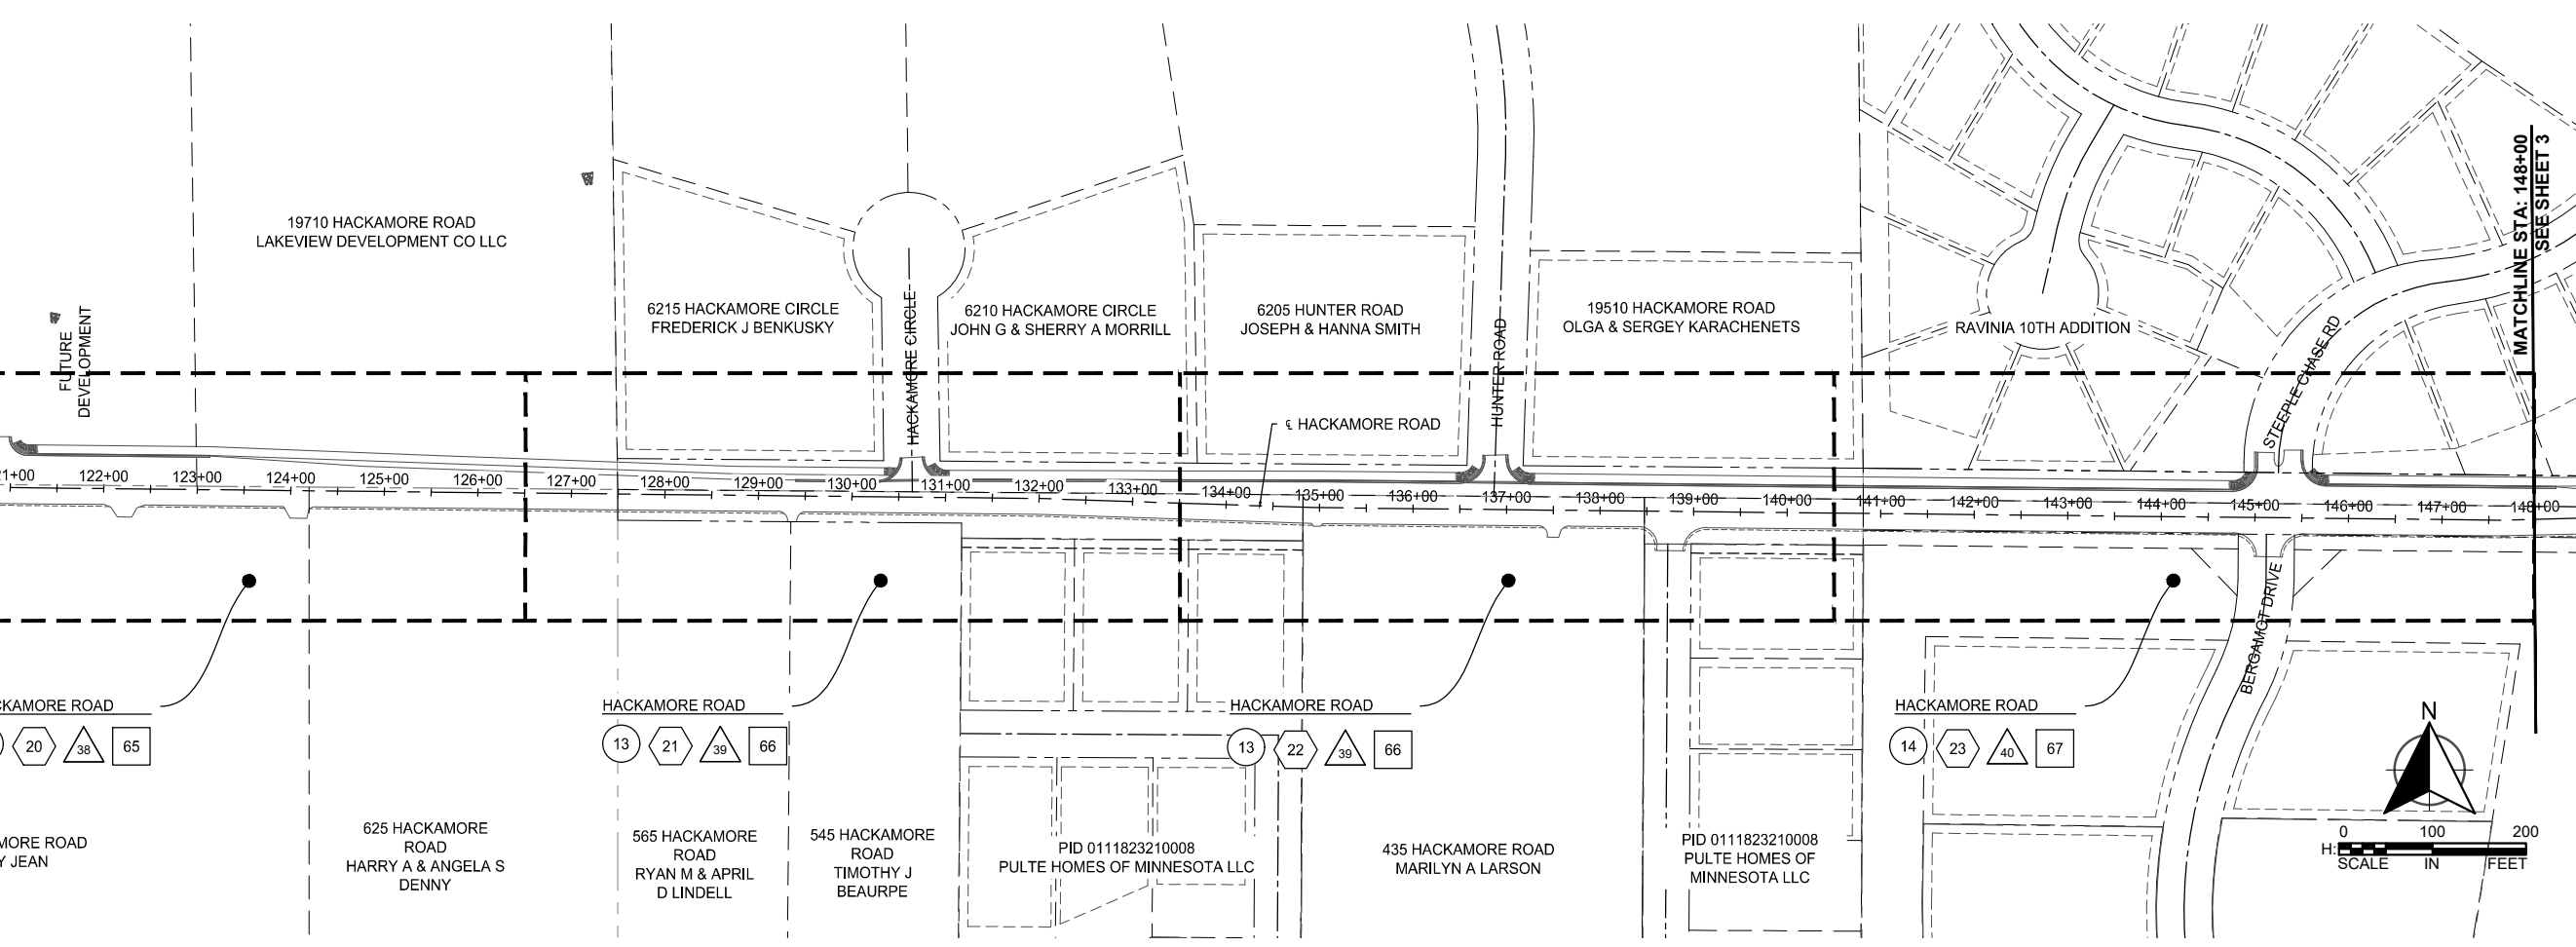 19710 HACKAMORE ROAD
LAKEVIEW DEVELOPMENT CO LLC
FUTURE
DEVELOPMENT
6215 HACKAMORE CIRCLE
FREDERICK J BENKUSKY
HACKAMORE CIRCLE
6210 HACKAMORE CIRCLE
JOHN G & SHERRY A MORRILL
6205 HUNTER ROAD
JOSEPH & HANNA SMITH
HUNTER ROAD
19510 HACKAMORE ROAD
OLGA & SERGEY KARACHENETS
RAVINIA 10TH ADDITION
STEEPLE CHASE RD
MATCHLINE STA: 148+00
SEE SHEET 3
℄ HACKAMORE ROAD
21+00 122+00 123+00 124+00 125+00 126+00 127+00 128+00 129+00 130+00 131+00 132+00 133+00 134+00 135+00 136+00 137+00 138+00 139+00 140+00 141+00 142+00 143+00 144+00 145+00 146+00 147+00 148+00
BERGAMOT DRIVE
CKAMORE ROAD
20 38 65
HACKAMORE ROAD
13 21 39 66
HACKAMORE ROAD
13 22 39 66
HACKAMORE ROAD
14 23 40 67
MORE ROAD
Y JEAN
625 HACKAMORE
ROAD
HARRY A & ANGELA S
DENNY
565 HACKAMORE
ROAD
RYAN M & APRIL
D LINDELL
545 HACKAMORE
ROAD
TIMOTHY J
BEAURPE
PID 0111823210008
PULTE HOMES OF MINNESOTA LLC
435 HACKAMORE ROAD
MARILYN A LARSON
PID 0111823210008
PULTE HOMES OF
MINNESOTA LLC
N
0 100 200
H:
SCALE IN FEET